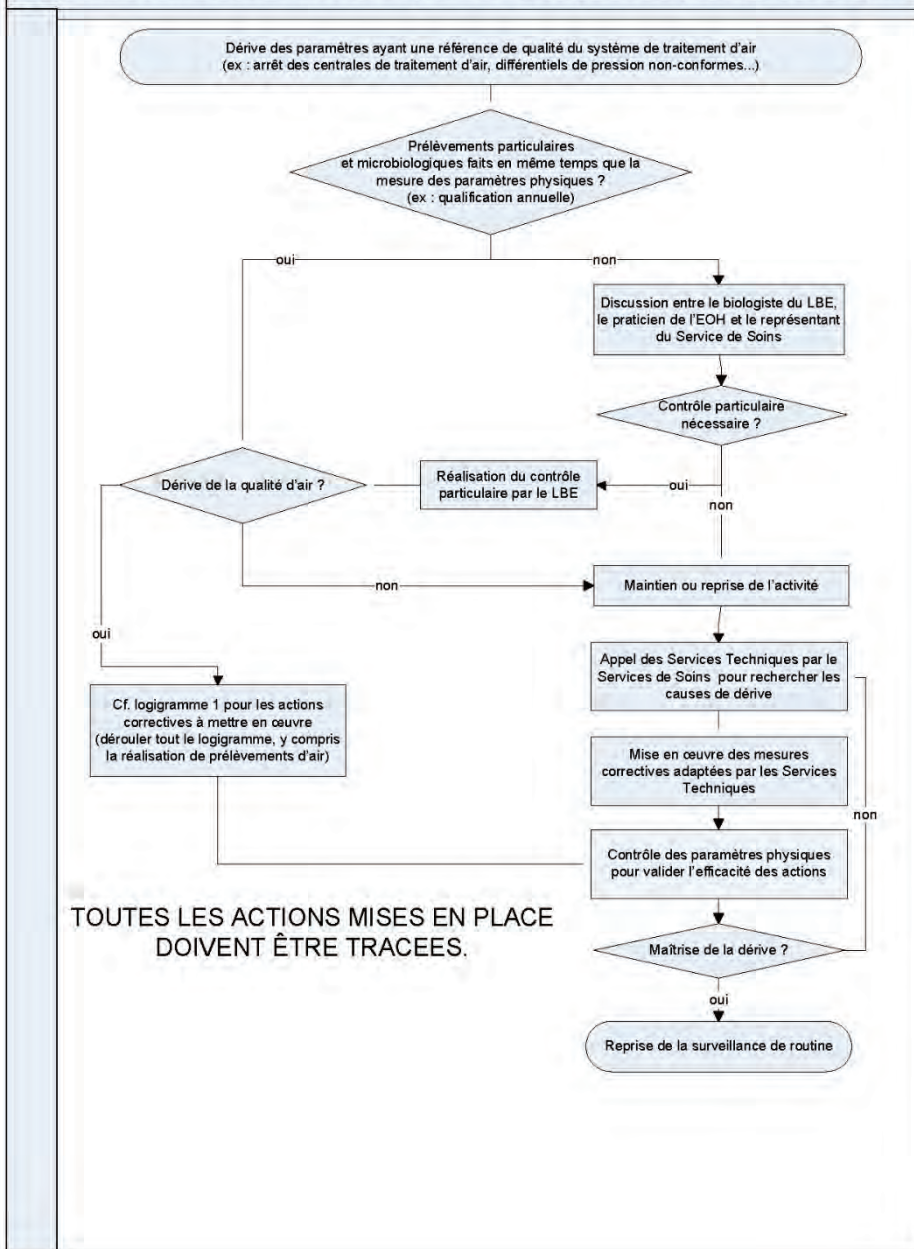 Dérive des paramètres ayant une référence de qualité du système de traitement d'air
(ex : arrêt des centrales de traitement d'air, différentiels de pression non-conformes...)
Prélèvements particulaires
et microbiologiques faits en même temps que la
mesure des paramètres physiques ?
(ex : qualification annuelle)
oui
non
Discussion entre le biologiste du LBE,
le praticien de l'EOH et le représentant
du Service de Soins
Contrôle particulaire
nécessaire ?
Dérive de la qualité d'air ?
Réalisation du contrôle
particulaire par le LBE
oui
non
non
Maintien ou reprise de l'activité
oui
Appel des Services Techniques par le
Services de Soins pour rechercher les
causes de dérive
Cf. logigramme 1 pour les actions
correctives à mettre en œuvre
(dérouler tout le logigramme, y compris
la réalisation de prélèvements d'air)
Mise en œuvre des mesures
correctives adaptées par les Services
Techniques
non
Contrôle des paramètres physiques
pour valider l'efficacité des actions
TOUTES LES ACTIONS MISES EN PLACE
DOIVENT ÊTRE TRACEES.
Maîtrise de la dérive ?
oui
Reprise de la surveillance de routine